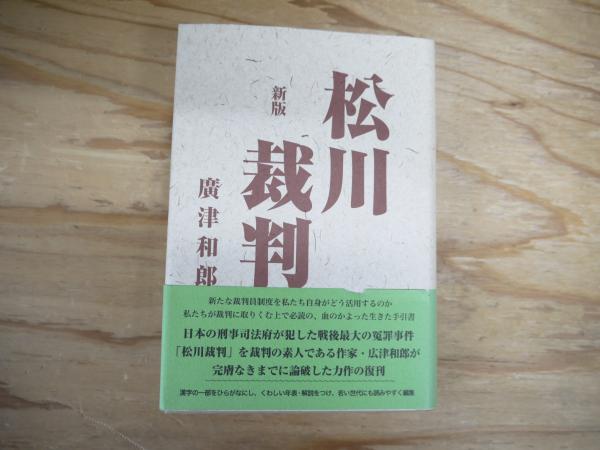 松川
裁判
新版
廣津和郎
新たな裁判員制度を私たち自身がどう活用するのか
私たちが裁判に取りくむ上で必読の、血のかよった生きた手引書
日本の刑事司法府が犯した戦後最大の冤罪事件
「松川裁判」を裁判の素人である作家・広津和郎が
完膚なきまでに論破した力作の復刊
漢字の一部をひらがなにし、くわしい年表・解説をつけ、若い世代にも読みやすく編集